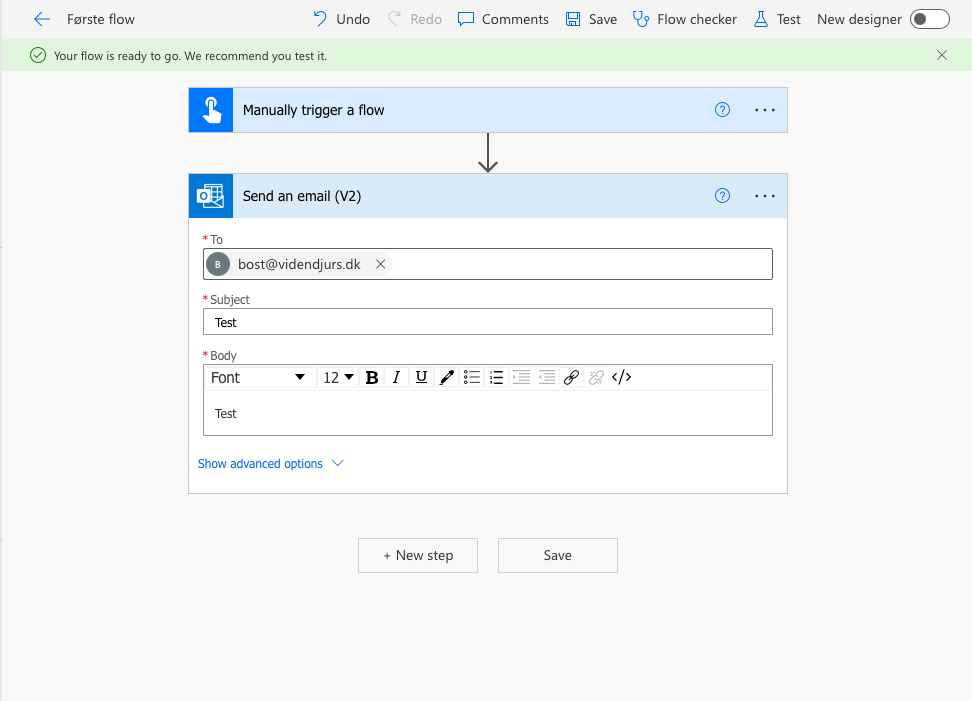 Første flow Undo Redo Comments Save Flow checker Test New designer
Your flow is ready to go. We recommend you test it.
Manually trigger a flow ?
Send an email (V2) ?
* To
B bost@videndjurs.dk
* Subject
Test
* Body
Font 12 B I U </>
Test
Show advanced options
+ New step Save